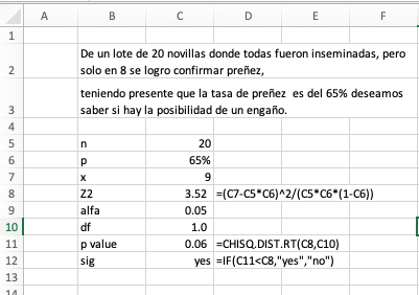 A B C D E F
1
2 De un lote de 20 novillas donde todas fueron inseminadas, pero
solo en 8 se logro confirmar preñez,
3 teniendo presente que la tasa de preñez es del 65% deseamos
saber si hay la posibilidad de un engaño.
4
5 n 20
6 p 65%
7 x 9
8 Z2 3.52 =(C7-C5*C6)^2/(C5*C6*(1-C6))
9 alfa 0.05
10 df 1.0
11 p value 0.06 =CHISQ.DIST.RT(C8,C10)
12 sig yes =IF(C11<C8,"yes","no")
13
14